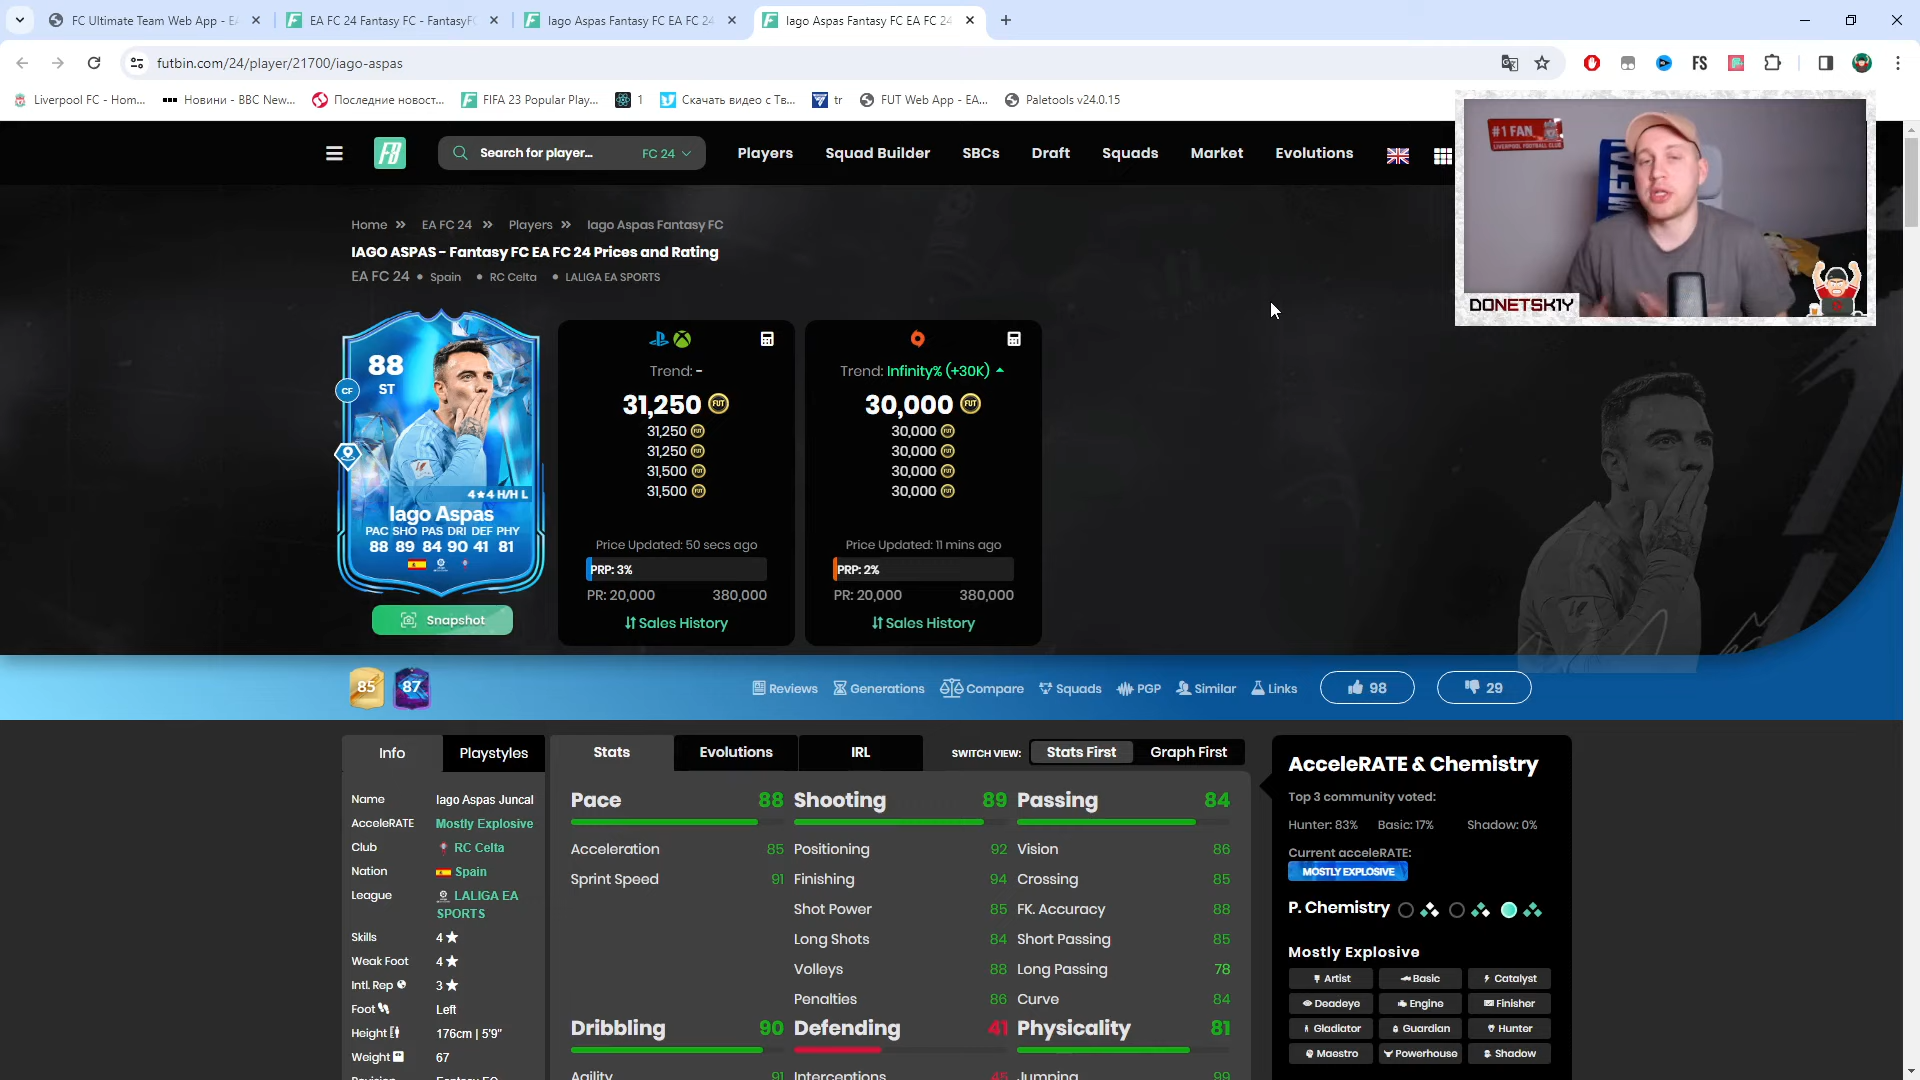 FC Ultimate Team Web App - EA
EA FC 24 Fantasy FC - FantasyFC
Iago Aspas Fantasy FC EA FC 24
Iago Aspas Fantasy FC EA FC 24
futbin.com/24/player/21700/iago-aspas
FS
Liverpool FC - Hom...
Новини - BBC New...
Последние новост...
FIFA 23 Popular Play...
1
Скачать видео с Тв...
tr
FUT Web App - EA...
Paletools v24.0.15
Search for player...
FC 24
Players
Squad Builder
SBCs
Draft
Squads
Market
Evolutions
#1 FAN
LIVERPOOL FOOTBALL CLUB
DONETSK1Y
Home » EA FC 24 » Players » Iago Aspas Fantasy FC
IAGO ASPAS - Fantasy FC EA FC 24 Prices and Rating
EA FC 24 • Spain • RC Celta • LALIGA EA SPORTS
88
ST
CF
4★4 H/H L
Iago Aspas
PAC SHO PAS DRI DEF PHY
88 89 84 90 41 81
Snapshot
Trend: -
31,250
31,250
31,250
31,500
31,500
Price Updated: 50 secs ago
PRP: 3%
PR: 20,000 380,000
Sales History
Trend: Infinity% (+30K)
30,000
30,000
30,000
30,000
30,000
Price Updated: 11 mins ago
PRP: 2%
PR: 20,000 380,000
Sales History
85
87
Reviews
Generations
Compare
Squads
PGP
Similar
Links
98
29
Info
Playstyles
Name Iago Aspas Juncal
AcceleRATE Mostly Explosive
Club RC Celta
Nation Spain
League LALIGA EA
SPORTS
Skills 4 ★
Weak Foot 4 ★
Intl. Rep 3 ★
Foot Left
Height 176cm | 5'9"
Weight 67
Stats
Evolutions
IRL
SWITCH VIEW:
Stats First
Graph First
Pace 88
Acceleration 85
Sprint Speed 91
Shooting 89
Positioning 92
Finishing 94
Shot Power 85
Long Shots 84
Volleys 88
Penalties 86
Passing 84
Vision 86
Crossing 85
FK. Accuracy 88
Short Passing 85
Long Passing 78
Curve 84
Dribbling 90
Agility 91
Defending 41
Interceptions 45
Physicality 81
Jumping 99
AcceleRATE & Chemistry
Top 3 community voted:
Hunter: 83% Basic: 17% Shadow: 0%
Current acceleRATE:
MOSTLY EXPLOSIVE
P. Chemistry
Mostly Explosive
Artist
Basic
Catalyst
Deadeye
Engine
Finisher
Gladiator
Guardian
Hunter
Maestro
Powerhouse
Shadow